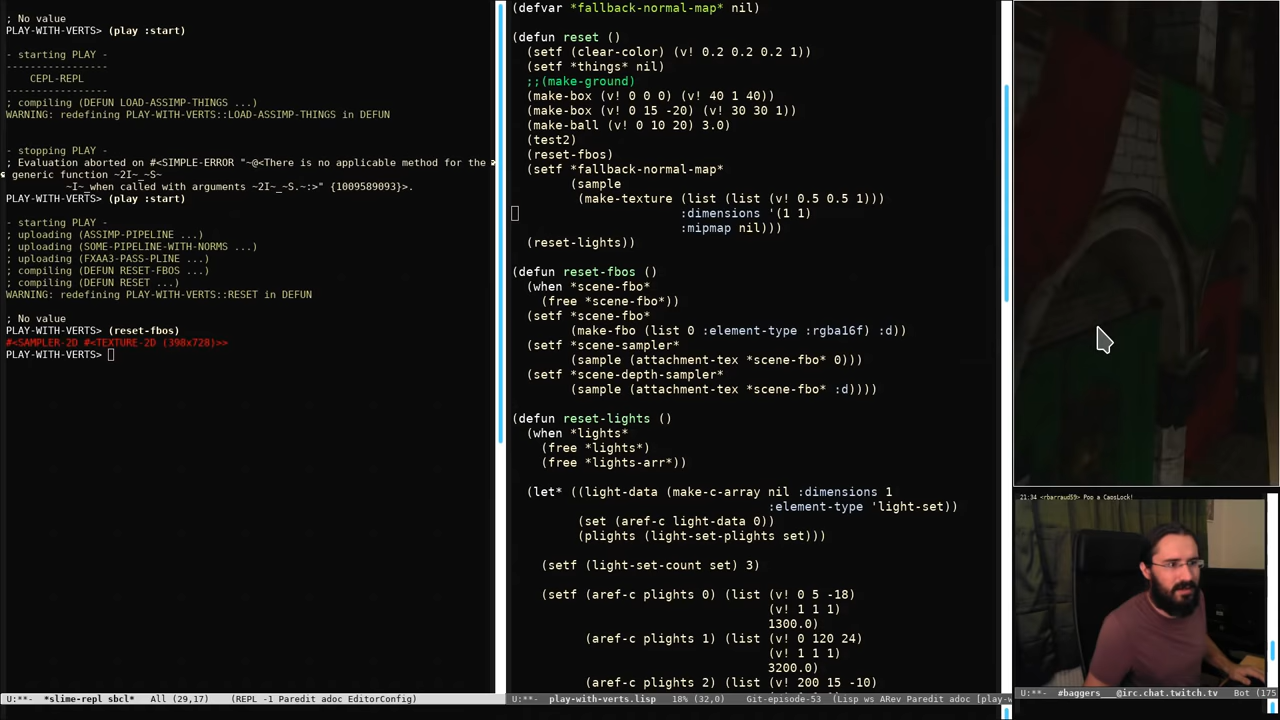 ; No value
PLAY-WITH-VERTS> (play :start)
- starting PLAY -
-----------------
CEPL-REPL
-----------------
; compiling (DEFUN LOAD-ASSIMP-THINGS ...)
WARNING: redefining PLAY-WITH-VERTS::LOAD-ASSIMP-THINGS in DEFUN
- stopping PLAY -
; Evaluation aborted on #<SIMPLE-ERROR "~@<There is no applicable method for the
generic function ~2I~_~S~
~I~_when called with arguments ~2I~_~S.~:>" {1009589093}>.
PLAY-WITH-VERTS> (play :start)
- starting PLAY -
; uploading (ASSIMP-PIPELINE ...)
; uploading (SOME-PIPELINE-WITH-NORMS ...)
; uploading (FXAA3-PASS-PLINE ...)
; compiling (DEFUN RESET-FBOS ...)
; compiling (DEFUN RESET ...)
WARNING: redefining PLAY-WITH-VERTS::RESET in DEFUN
; No value
PLAY-WITH-VERTS> (reset-fbos)
#<SAMPLER-2D #<TEXTURE-2D (398x728)>>
PLAY-WITH-VERTS>
U:**-  *slime-repl sbcl*   All (29,17)    (REPL -1 Paredit adoc EditorConfig)
(defvar *fallback-normal-map* nil)
(defun reset ()
(setf (clear-color) (v! 0.2 0.2 0.2 1))
(setf *things* nil)
;;(make-ground)
(make-box (v! 0 0 0) (v! 40 1 40))
(make-box (v! 0 15 -20) (v! 30 30 1))
(make-ball (v! 0 10 20) 3.0)
(test2)
(reset-fbos)
(setf *fallback-normal-map*
(sample
(make-texture (list (list (v! 0.5 0.5 1)))
:dimensions '(1 1)
:mipmap nil)))
(reset-lights))
(defun reset-fbos ()
(when *scene-fbo*
(free *scene-fbo*))
(setf *scene-fbo*
(make-fbo (list 0 :element-type :rgba16f) :d))
(setf *scene-sampler*
(sample (attachment-tex *scene-fbo* 0)))
(setf *scene-depth-sampler*
(sample (attachment-tex *scene-fbo* :d))))
(defun reset-lights ()
(when *lights*
(free *lights*)
(free *lights-arr*))
(let* ((light-data (make-c-array nil :dimensions 1
:element-type 'light-set))
(set (aref-c light-data 0))
(plights (light-set-plights set)))
(setf (light-set-count set) 3)
(setf (aref-c plights 0) (list (v! 0 5 -18)
(v! 1 1 1)
1300.0)
(aref-c plights 1) (list (v! 0 120 24)
(v! 1 1 1)
3200.0)
(aref-c plights 2) (list (v! 200 15 -10)
U:**-  play-with-verts.lisp   18% (32,0)     Git-episode-53  (Lisp ws ARev Paredit adoc [play-w
21:34 <rbarraud59> Pop a CapsLock!
U:**-  #baggers__@irc.chat.twitch.tv   Bot (175